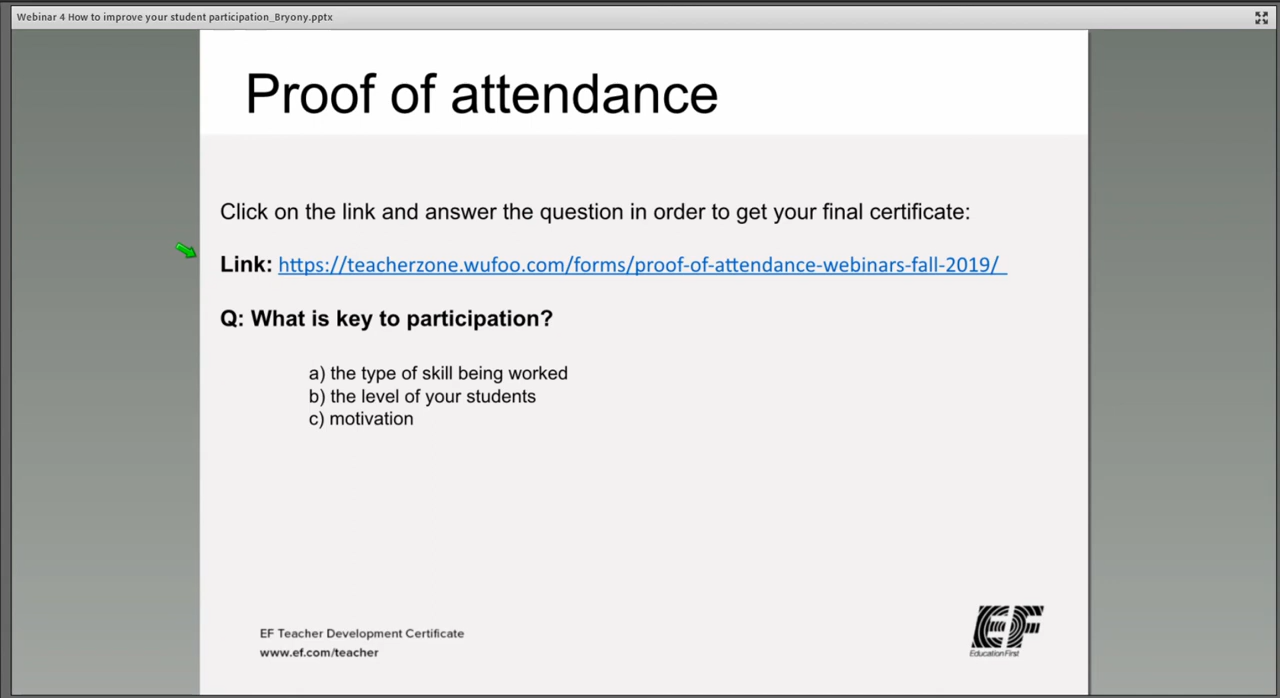 Webinar 4 How to improve your student participation_Bryony.pptx
Proof of attendance
Click on the link and answer the question in order to get your final certificate:
Link: https://teacherzone.wufoo.com/forms/proof-of-attendance-webinars-fall-2019/
Q: What is key to participation?
a) the type of skill being worked
b) the level of your students
c) motivation
EF Teacher Development Certificate
www.ef.com/teacher
EF
Education First